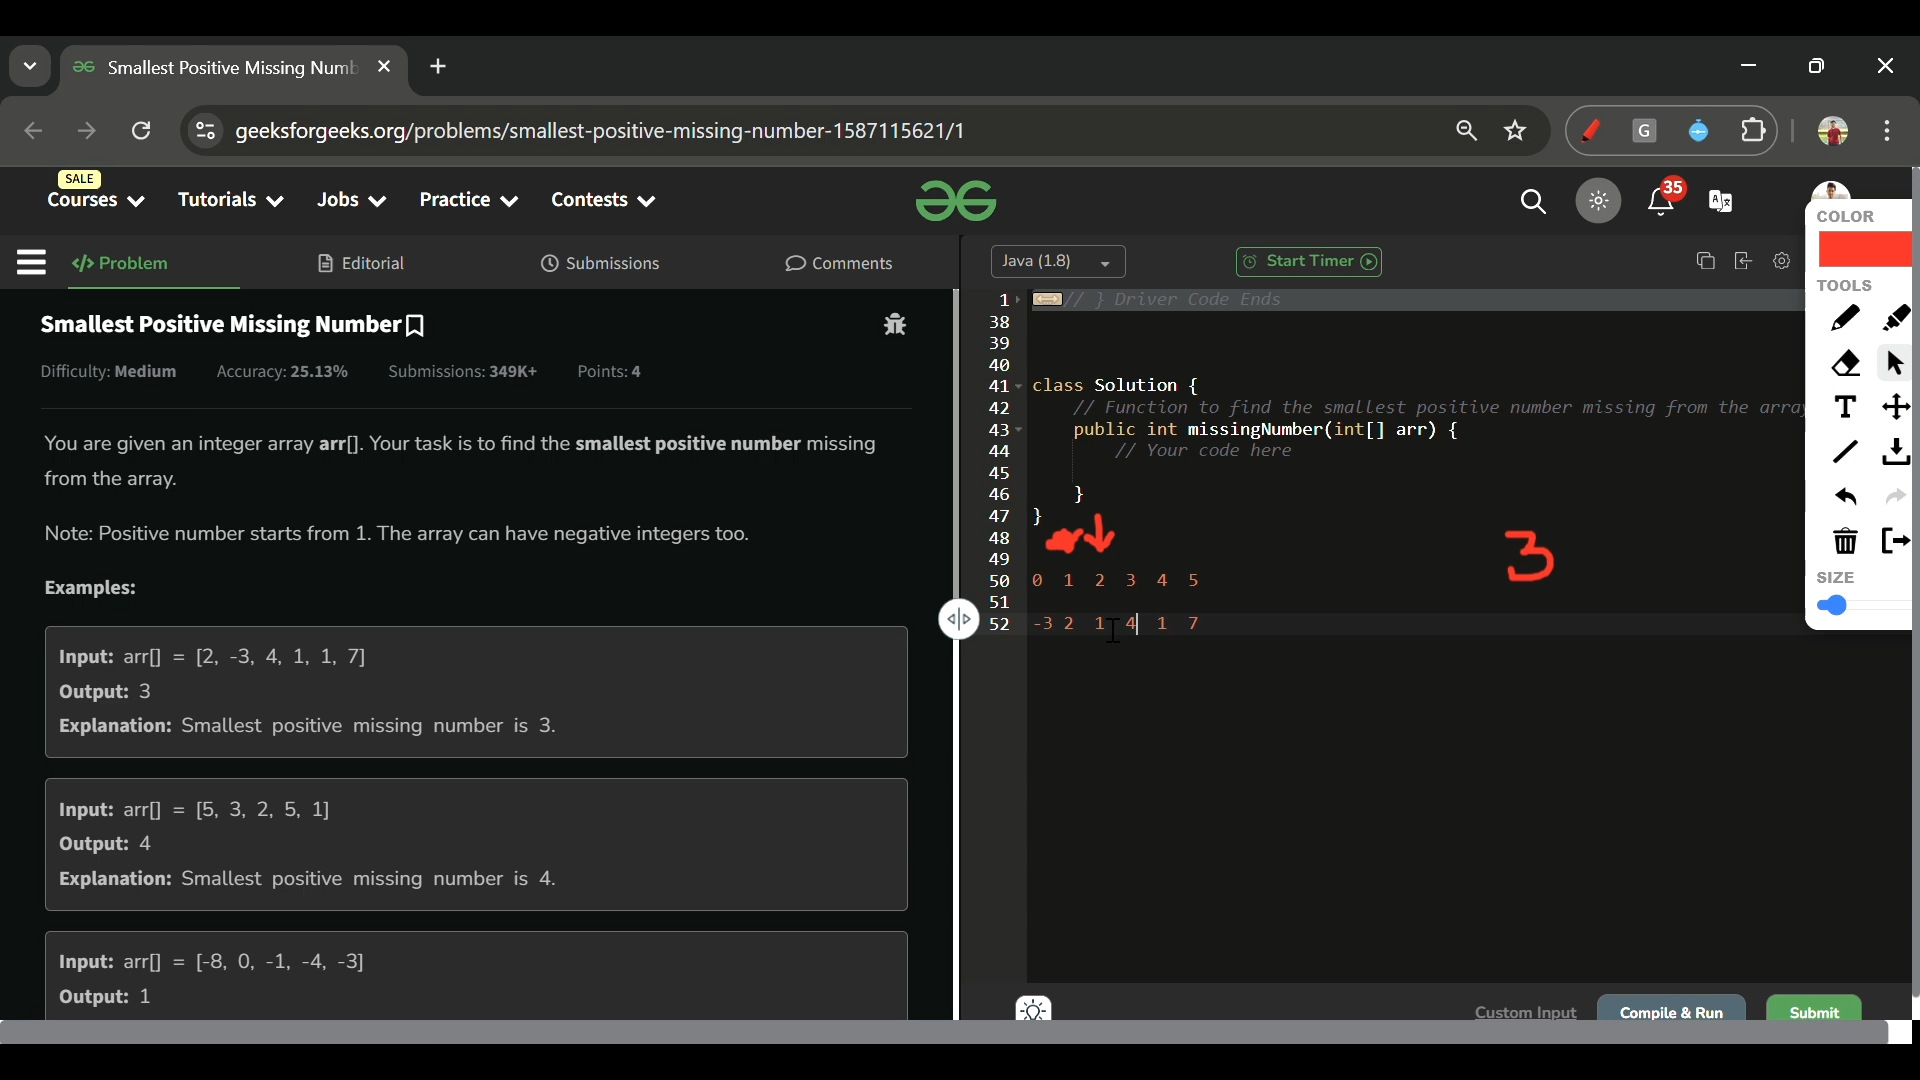 Smallest Positive Missing Numb
geeksforgeeks.org/problems/smallest-positive-missing-number-1587115621/1
G
SALE
Courses Tutorials Jobs Practice Contests
35
COLOR
</> Problem Editorial Submissions Comments
Java (1.8) Start Timer
TOOLS
Smallest Positive Missing Number
Difficulty: Medium Accuracy: 25.13% Submissions: 349K+ Points: 4
You are given an integer array arr[]. Your task is to find the smallest positive number missing
from the array.
Note: Positive number starts from 1. The array can have negative integers too.
Examples:
Input: arr[] = [2, -3, 4, 1, 1, 7]
Output: 3
Explanation: Smallest positive missing number is 3.
Input: arr[] = [5, 3, 2, 5, 1]
Output: 4
Explanation: Smallest positive missing number is 4.
Input: arr[] = [-8, 0, -1, -4, -3]
Output: 1
1 // } Driver Code Ends
38
39
40
41 class Solution {
42 // Function to find the smallest positive number missing from the array
43 public int missingNumber(int[] arr) {
44 // Your code here
45
46 }
47 }
48
49
50 0 1 2 3 4 5
51
52 -3 2 1 4 1 7
3
T
SIZE
Custom Input Compile & Run Submit